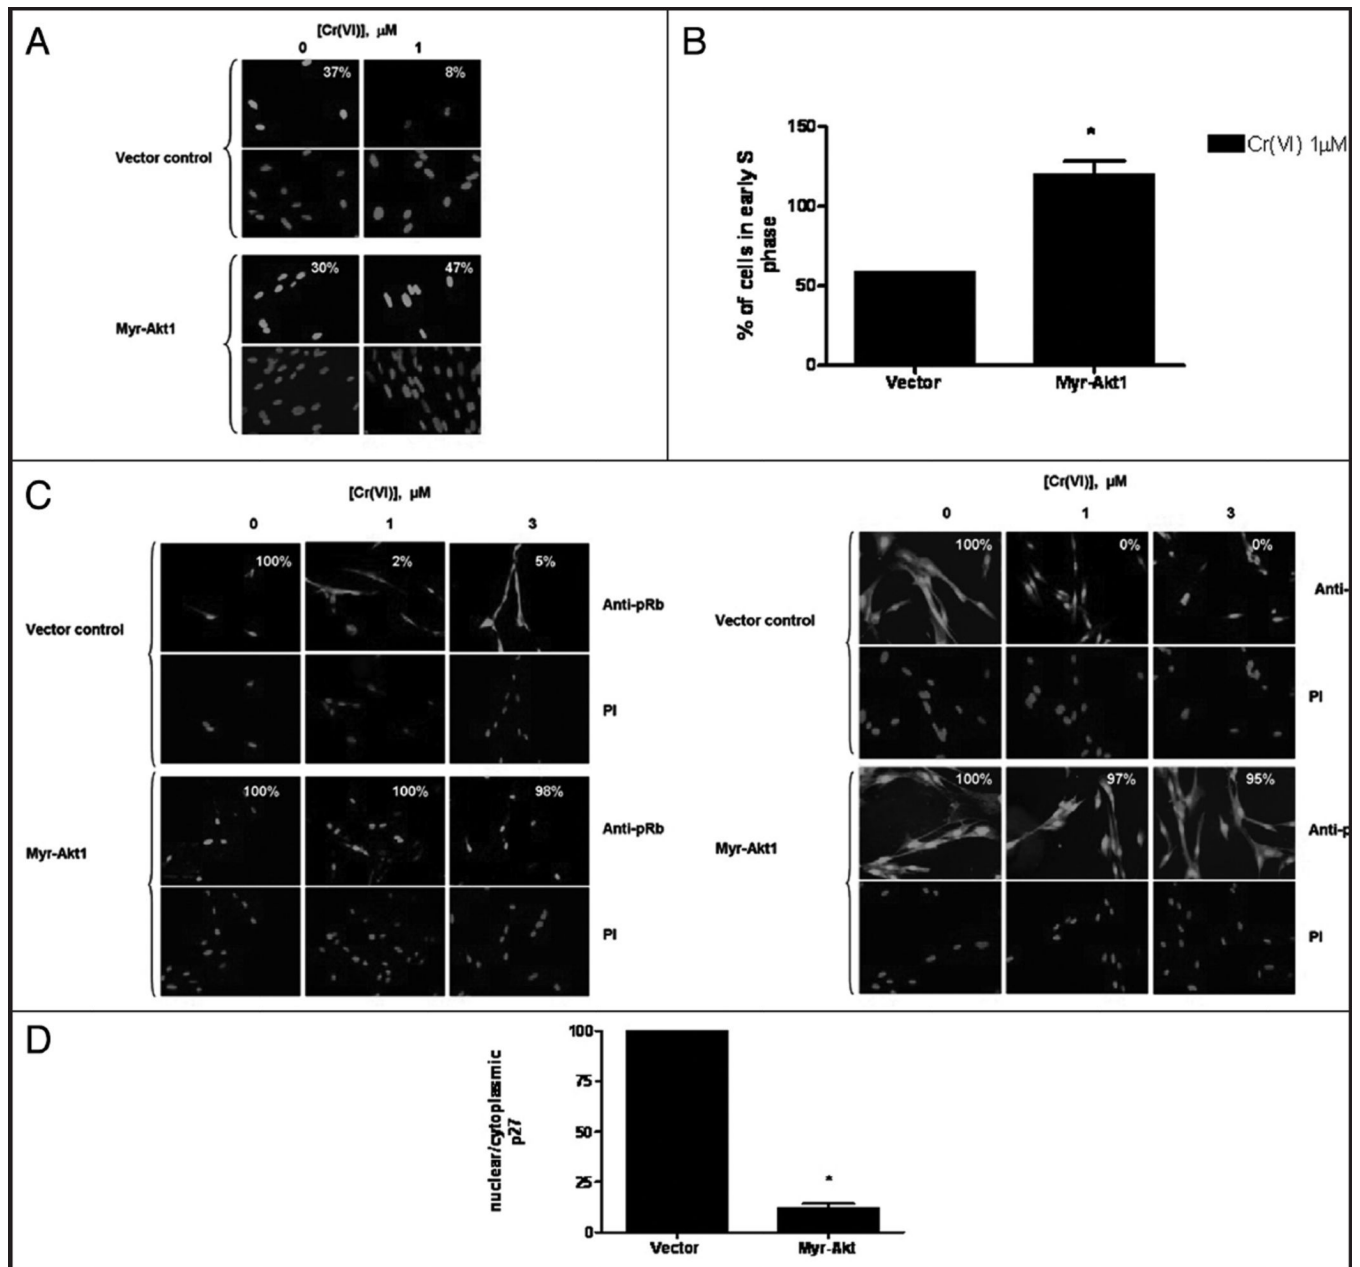 A
[Cr(VI)], µM
0 1
37% 8%
Vector control
30% 47%
Myr-Akt1
B
150
100
50
0
% of cells in early S
phase
*
Vector Myr-Akt1
Cr(VI) 1µM
C
[Cr(VI)], µM
0 1 3
100% 2% 5%
Anti-pRb
Vector control
PI
100% 100% 98%
Anti-pRb
Myr-Akt1
PI
[Cr(VI)], µM
0 1 3
100% 0% 0%
Anti-
Vector control
PI
100% 97% 95%
Anti-p
Myr-Akt1
PI
D
100
75
50
25
0
nuclear/cytoplasmic
p27
*
Vector Myr-Akt